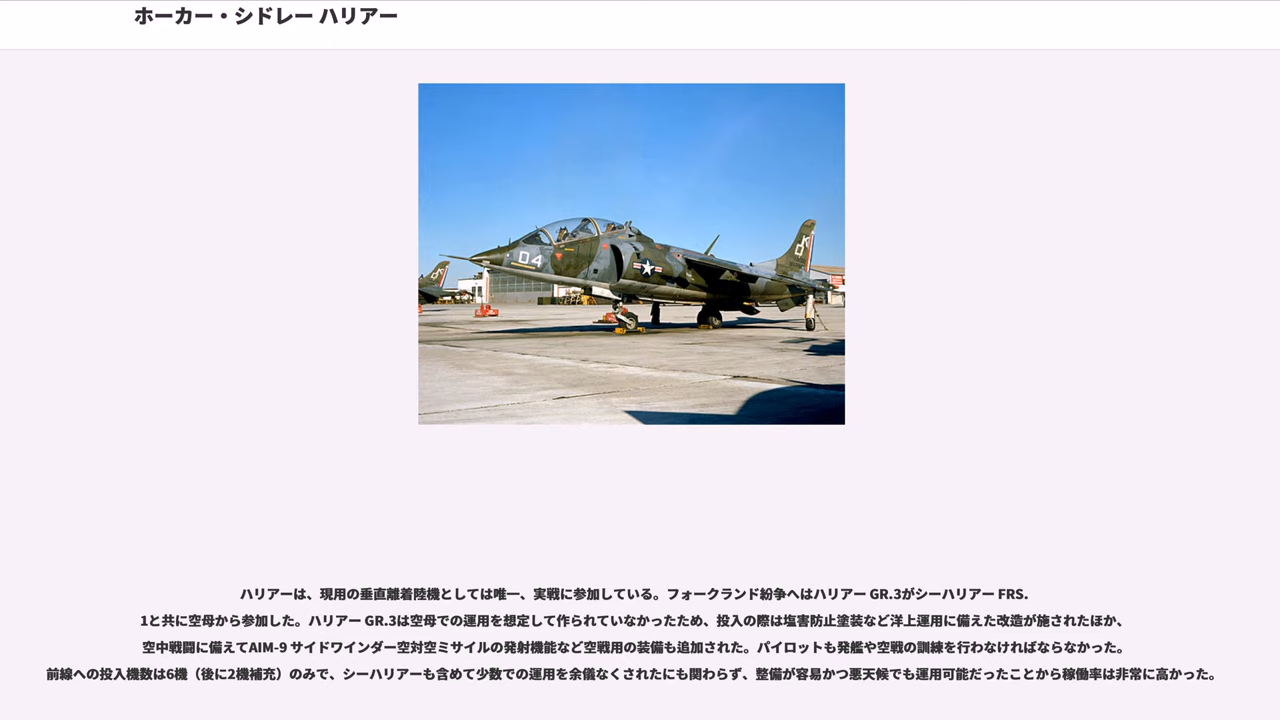 ホーカー・シドレー ハリアー
04
ハリアーは、現用の垂直離着陸機としては唯一、実戦に参加している。フォークランド紛争へはハリアー GR.3がシーハリアー FRS.
1と共に空母から参加した。ハリアー GR.3は空母での運用を想定して作られていなかったため、投入の際は塩害防止塗装など洋上運用に備えた改造が施されたほか、
空中戦闘に備えてAIM-9 サイドワインダー空対空ミサイルの発射機能など空戦用の装備も追加された。パイロットも発艦や空戦の訓練を行わなければならなかった。
前線への投入機数は6機（後に2機補充）のみで、シーハリアーも含めて少数での運用を余儀なくされたにも関わらず、整備が容易かつ悪天候でも運用可能だったことから稼働率は非常に高かった。